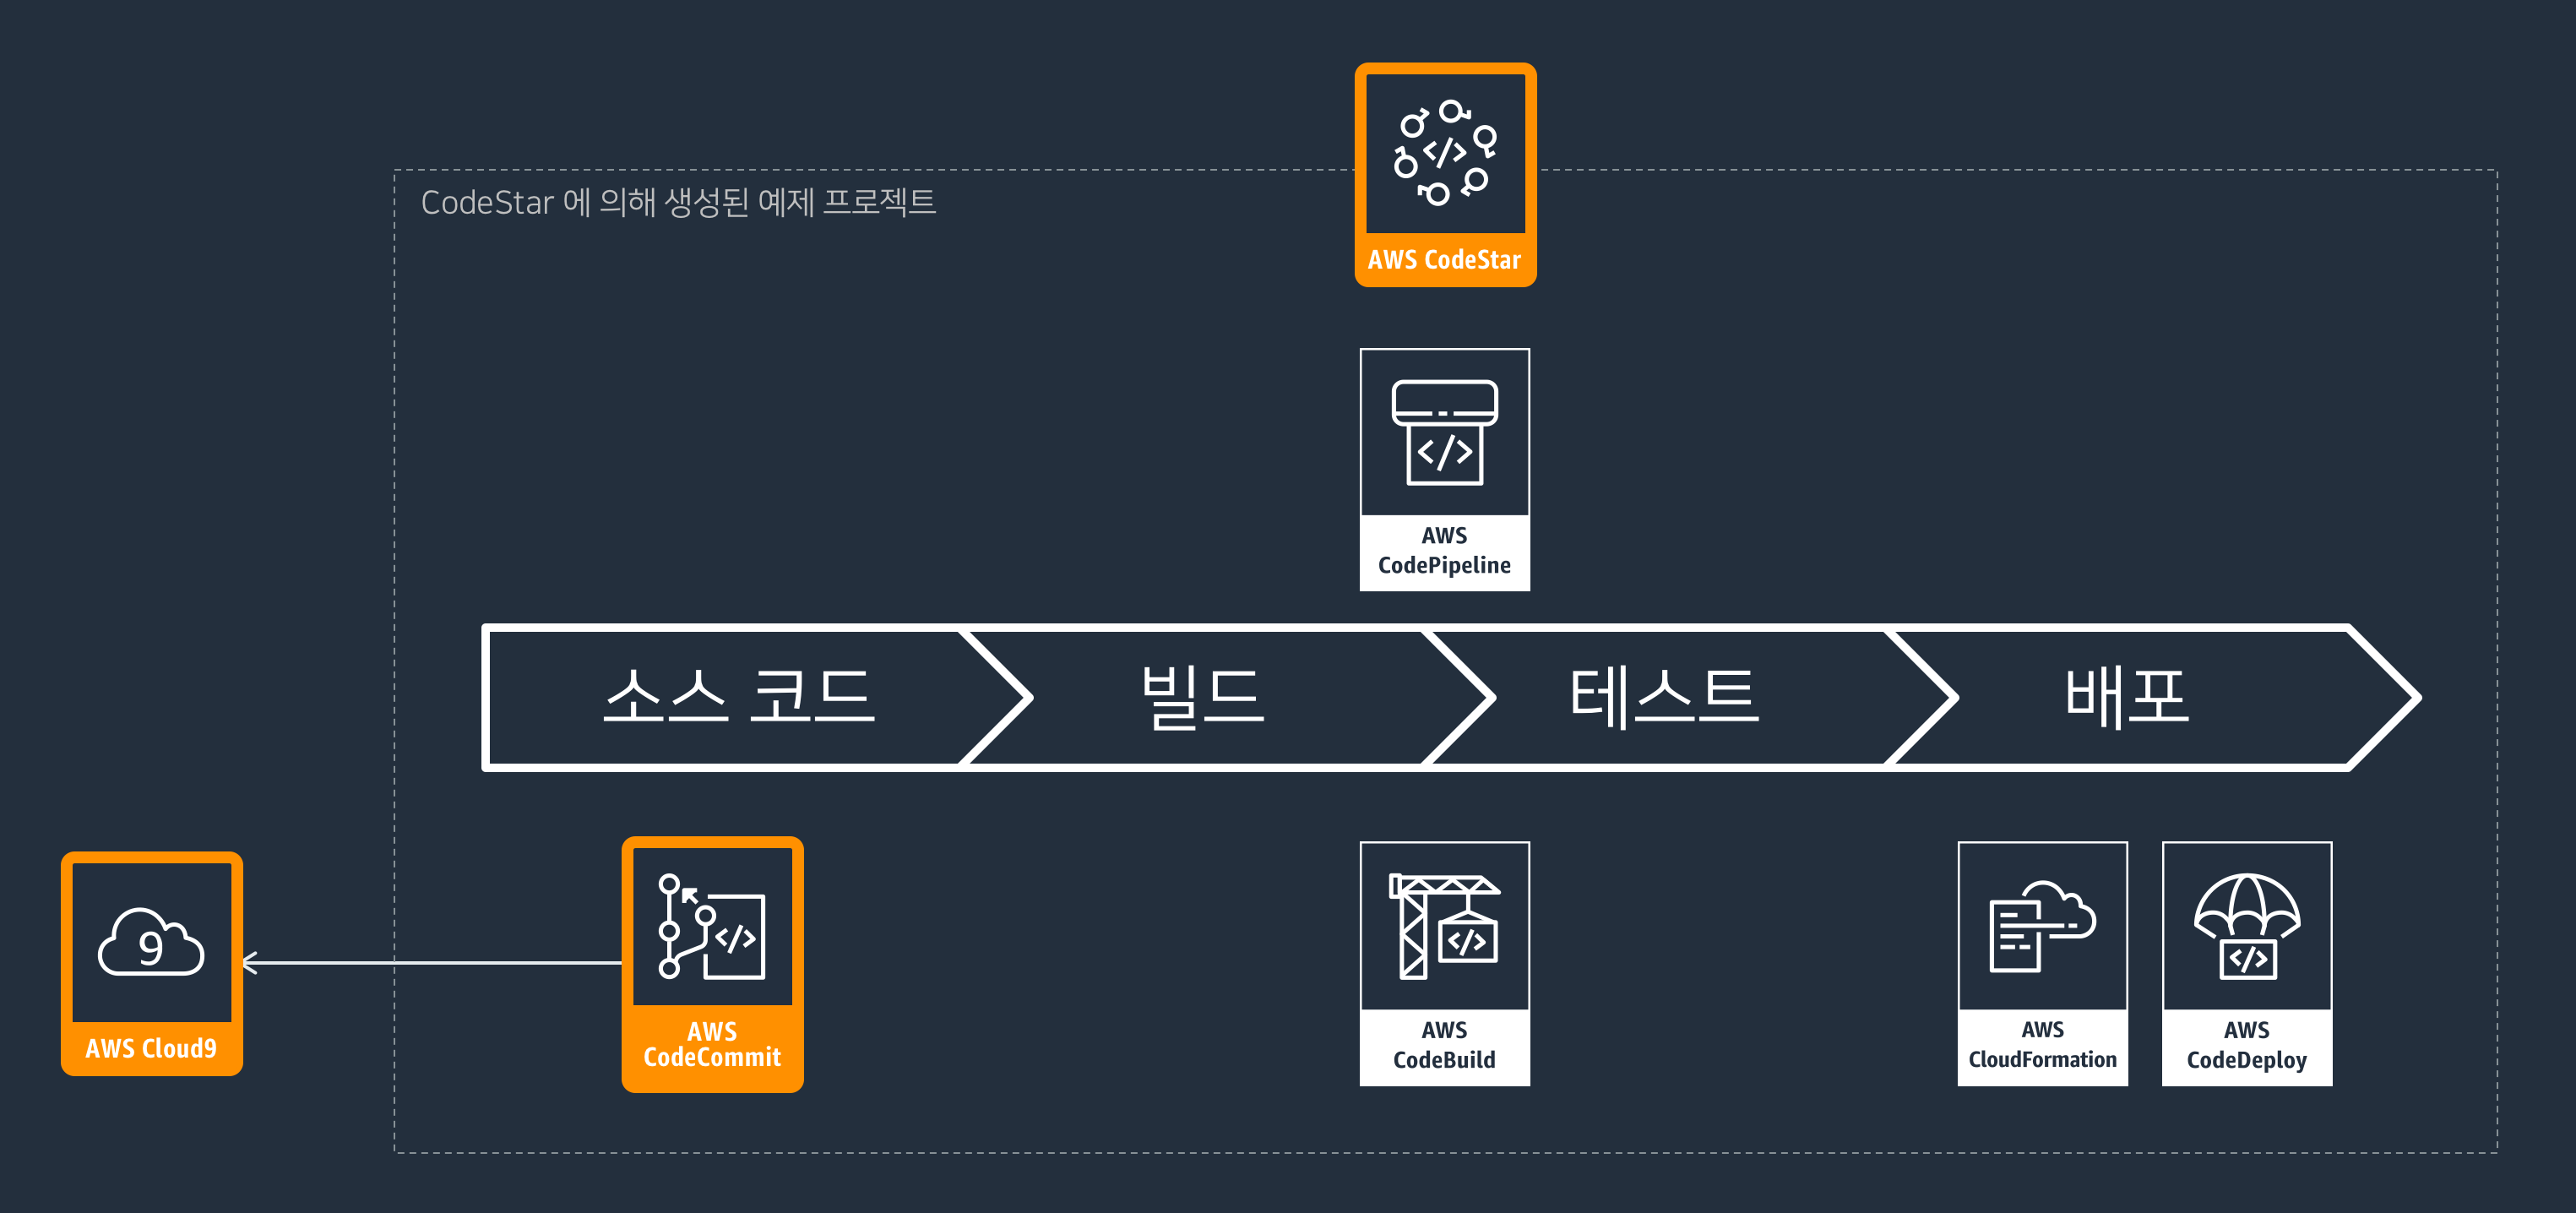 AWS CodeStar
CodeStar 에 의해 생성된 예제 프로젝트
</>
</>
AWS
CodePipeline
소스 코드
빌드
테스트
배포
9
AWS Cloud9
</>
AWS
CodeCommit
</>
AWS
CodeBuild
AWS
CloudFormation
</>
AWS
CodeDeploy